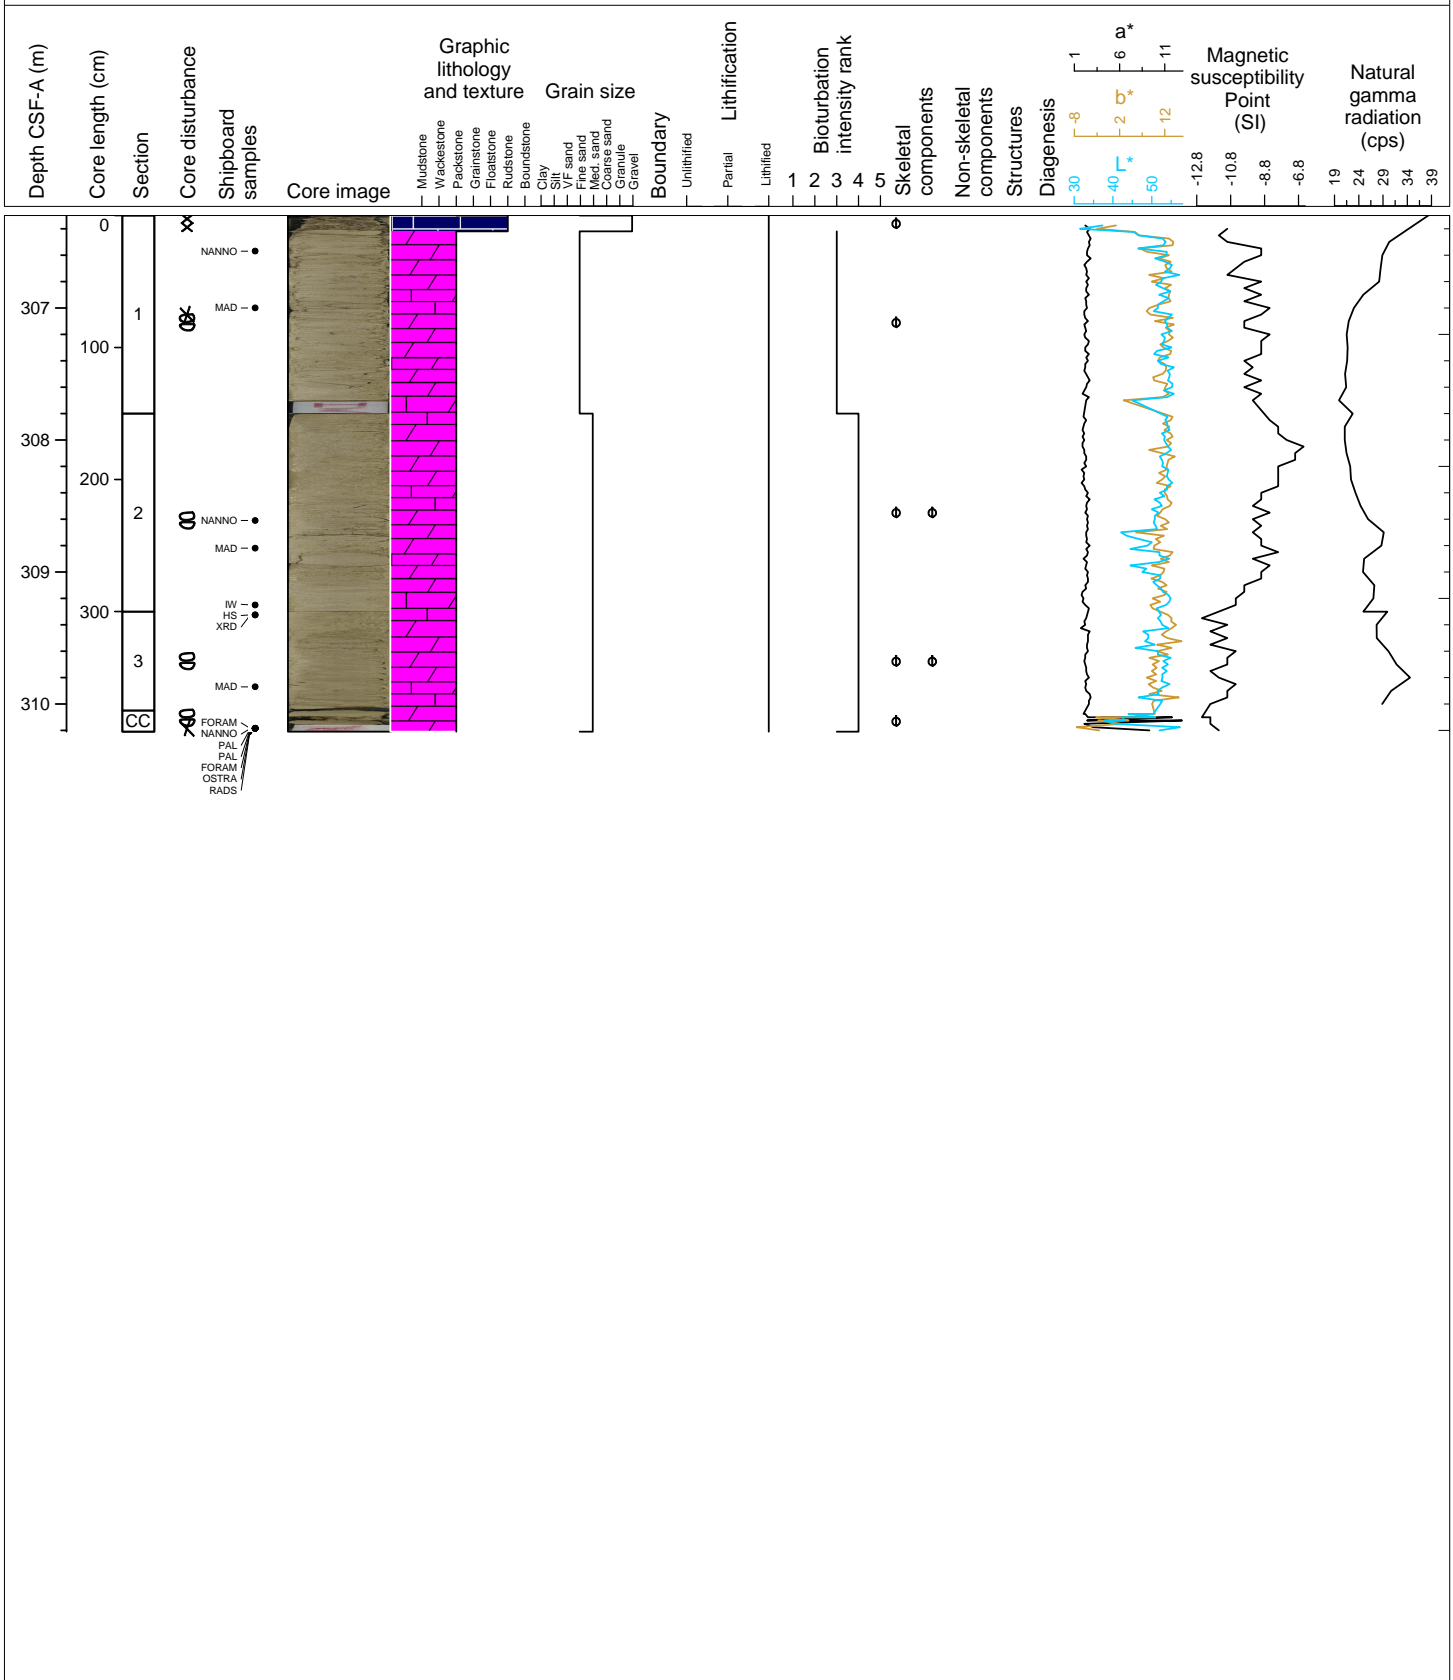 Depth CSF-A (m)
Core length (cm)
Section
Core disturbance
Shipboard
samples
Core image
Graphic
lithology
and texture
Mudstone
Wackestone
Packstone
Grainstone
Floatstone
Rudstone
Boundstone
Grain size
Clay
Silt
VF sand
Fine sand
Med. sand
Coarse sand
Granule
Gravel
Boundary
Lithification
Unlithified
Partial
Lithified
Bioturbation
intensity rank
1 2 3 4 5
Skeletal
components
Non-skeletal
components
Structures
Diagenesis
a*
1 6 11
b*
-8 2 12
L*
30 40 50
Magnetic
susceptibility
Point
(SI)
-12.8 -10.8 -8.8 -6.8
Natural
gamma
radiation
(cps)
19 24 29 34 39
0
NANNO
307
1
MAD
100
308
200
2
NANNO
MAD
309
IW
300
HS
XRD
3
MAD
310
CC
FORAM
NANNO
PAL
PAL
FORAM
OSTRA
RADS